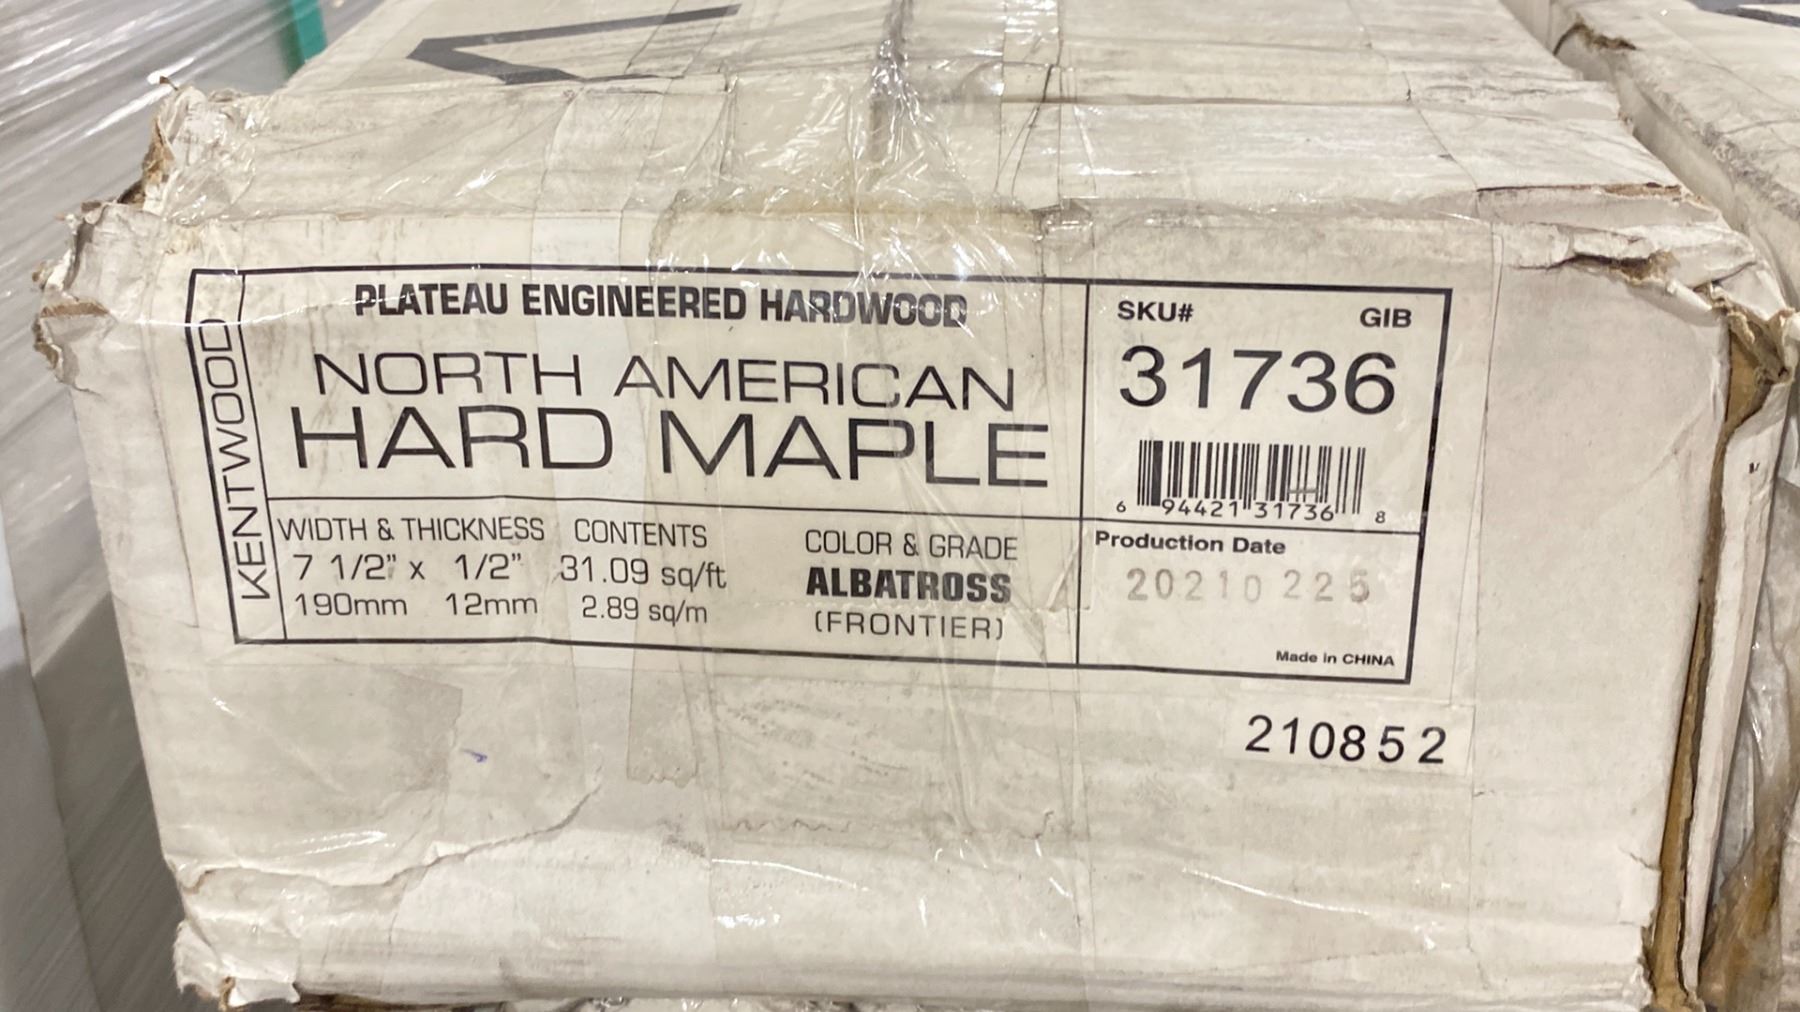 KENTWOOD
PLATEAU ENGINEERED HARDWOOD
NORTH AMERICAN
HARD MAPLE
WIDTH & THICKNESS
7 1/2" x 1/2"
190mm 12mm
CONTENTS
31.09 sq/ft
2.89 sq/m
COLOR & GRADE
ALBATROSS
(FRONTIER)
SKU# GIB
31736
6 94421 31736 8
Production Date
20210 225
Made in CHINA
210852